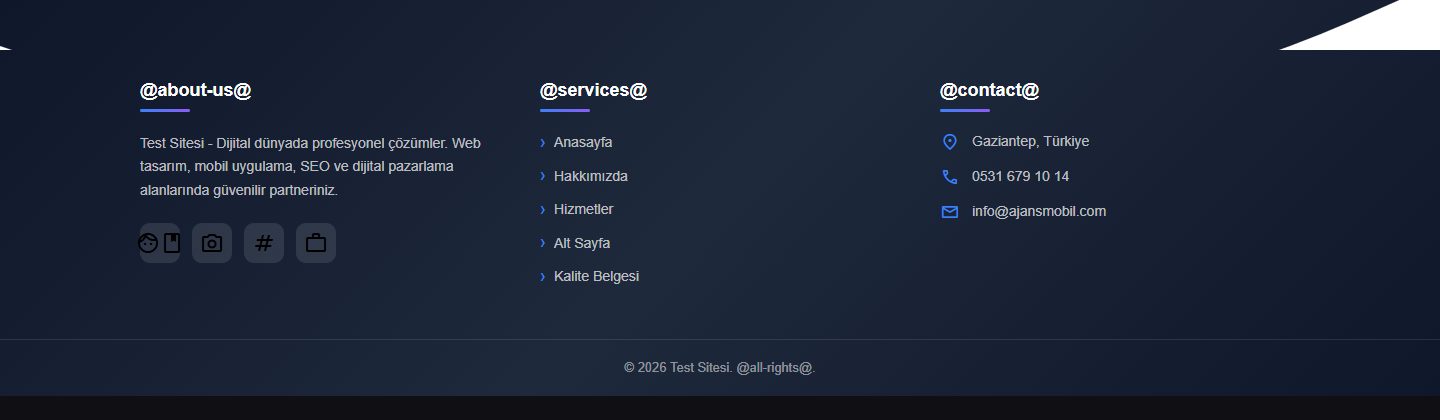 @about-us@
Test Sitesi - Dijital dünyada profesyonel çözümler. Web
tasarım, mobil uygulama, SEO ve dijital pazarlama
alanlarında güvenilir partneriniz.
#
@services@
› Anasayfa
› Hakkımızda
› Hizmetler
› Alt Sayfa
› Kalite Belgesi
@contact@
Gaziantep, Türkiye
0531 679 10 14
info@ajansmobil.com
© 2026 Test Sitesi. @all-rights@.